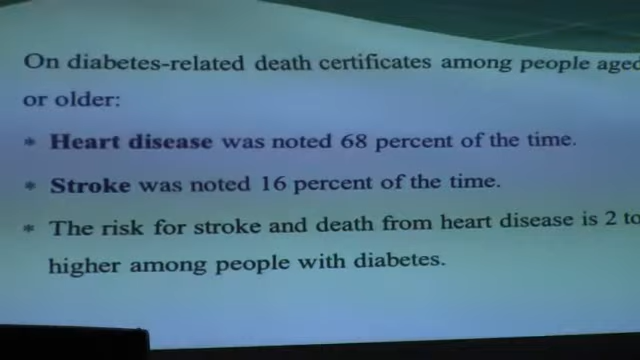 On diabetes-related death certificates among people aged
or older:
* Heart disease was noted 68 percent of the time.
* Stroke was noted 16 percent of the time.
* The risk for stroke and death from heart disease is 2 to
higher among people with diabetes.